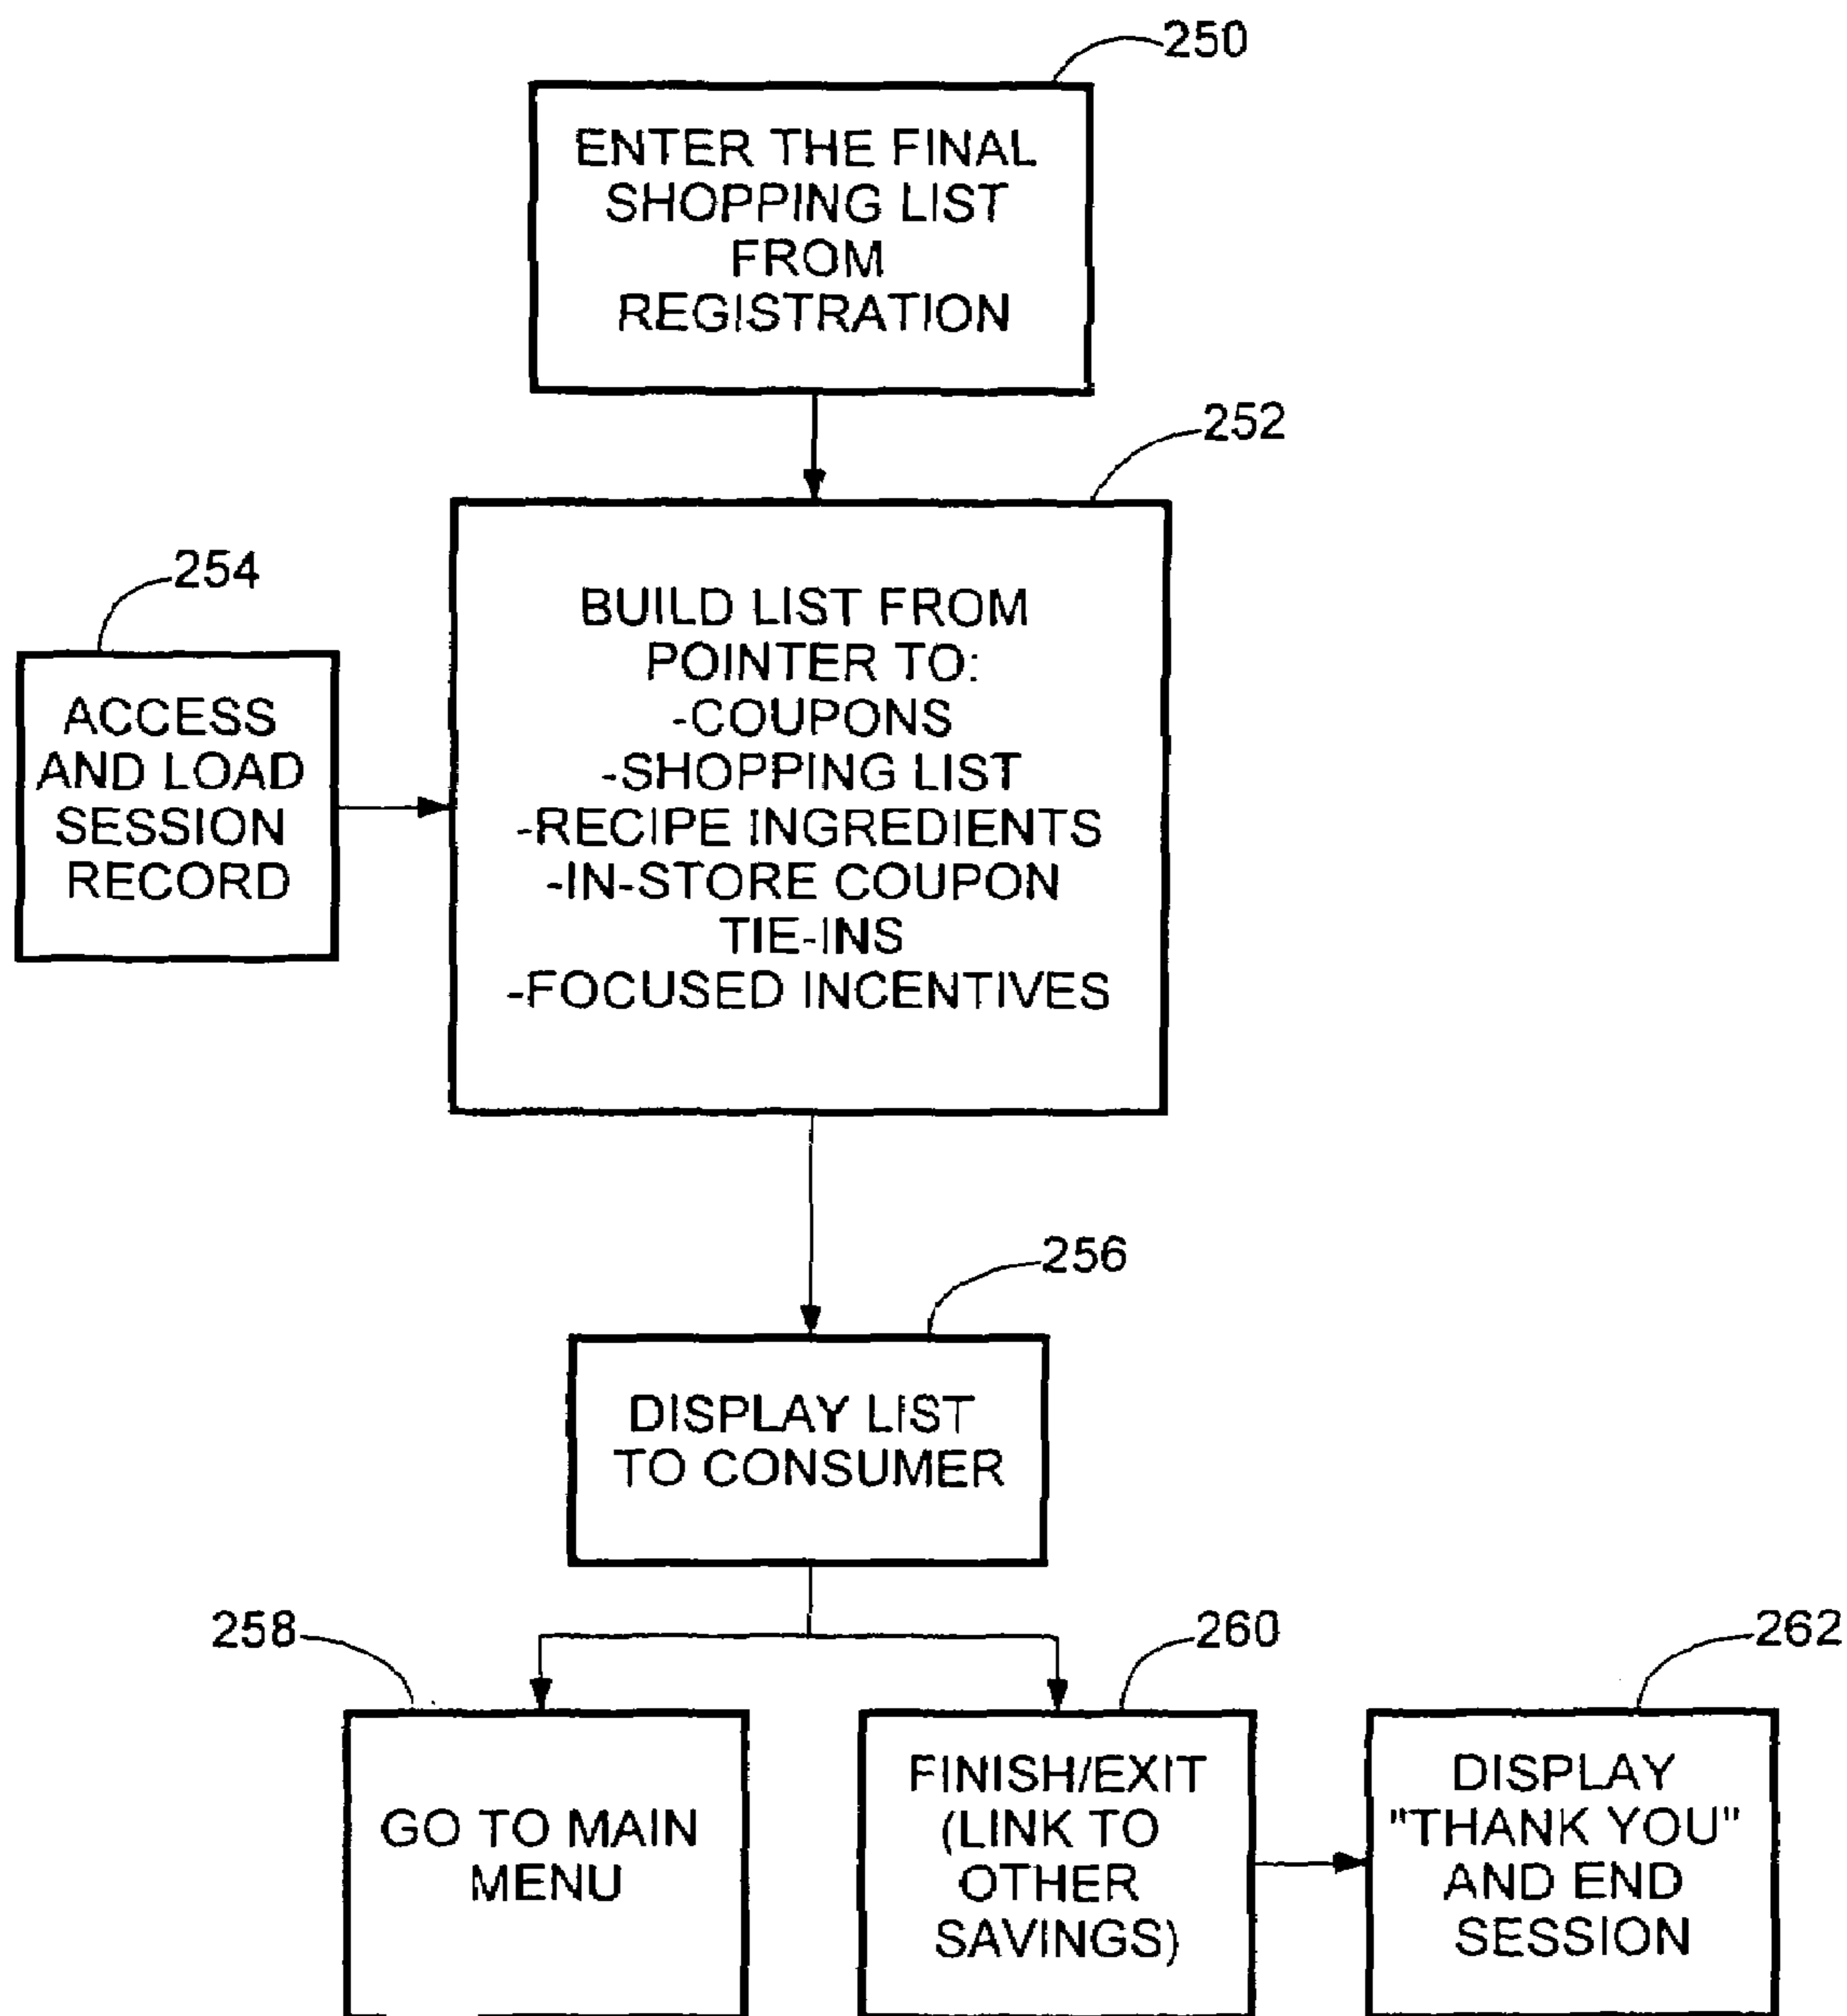 250
ENTER THE FINAL
SHOPPING LIST
FROM
REGISTRATION
252
BUILD LIST FROM
POINTER TO:
-COUPONS
-SHOPPING LIST
-RECIPE INGREDIENTS
-IN-STORE COUPON
TIE-INS
-FOCUSED INCENTIVES
254
ACCESS
AND LOAD
SESSION
RECORD
256
DISPLAY LIST
TO CONSUMER
258
GO TO MAIN
MENU
260
FINISH/EXIT
(LINK TO
OTHER
SAVINGS)
262
DISPLAY
"THANK YOU"
AND END
SESSION